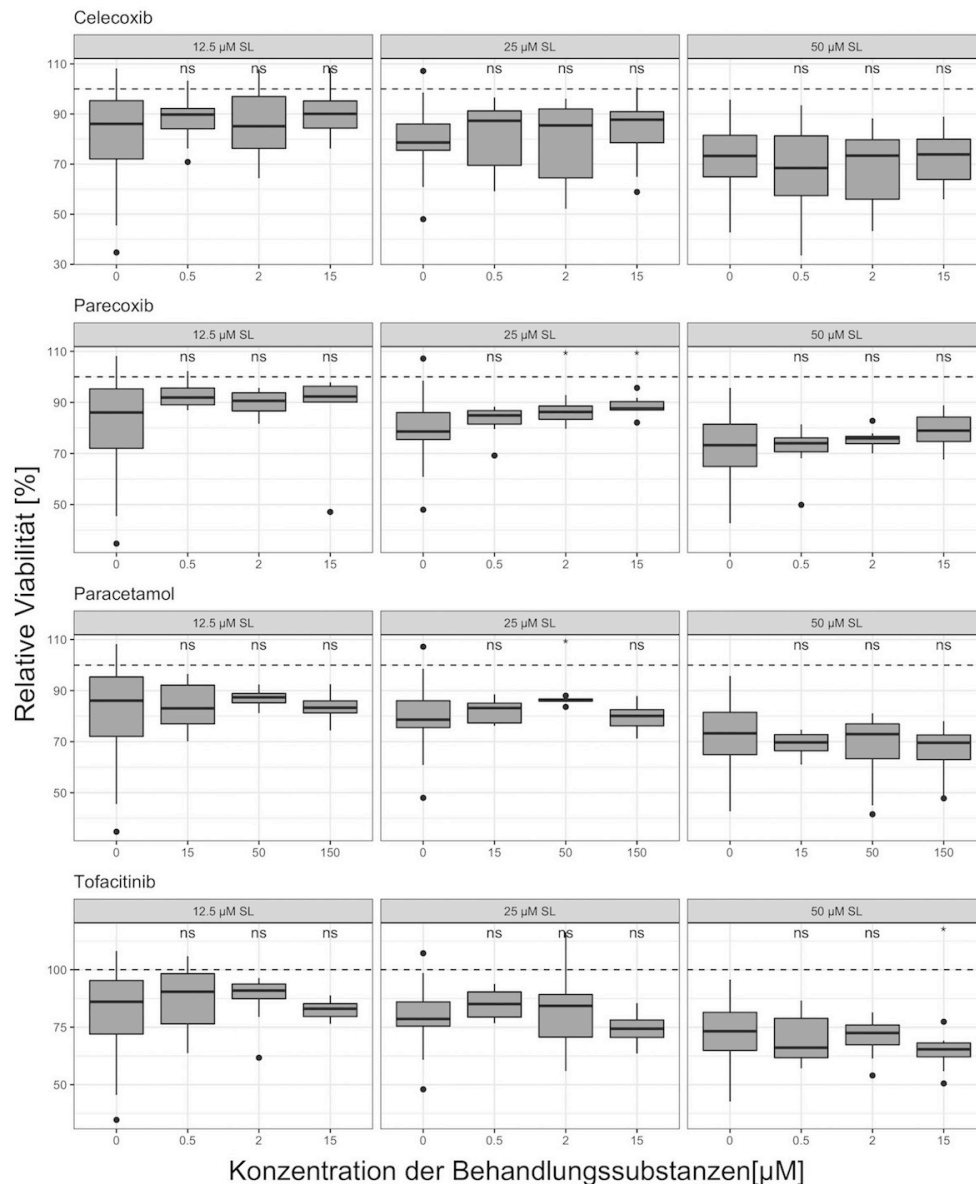 Celecoxib
12.5 µM SL 25 µM SL 50 µM SL
110 ns ns ns ns ns ns ns ns ns
90
70
50
30
0 0.5 2 15 0 0.5 2 15 0 0.5 2 15
Parecoxib
12.5 µM SL 25 µM SL 50 µM SL
110 ns ns ns ns * * ns ns ns
90
70
50
0 0.5 2 15 0 0.5 2 15 0 0.5 2 15
Paracetamol
12.5 µM SL 25 µM SL 50 µM SL
110 ns ns ns ns * ns ns ns ns
90
70
50
0 15 50 150 0 15 50 150 0 15 50 150
Tofacitinib
12.5 µM SL 25 µM SL 50 µM SL
ns ns ns ns ns ns ns ns *
100
75
50
0 0.5 2 15 0 0.5 2 15 0 0.5 2 15
Relative Viabilität [%]
Konzentration der Behandlungssubstanzen[µM]